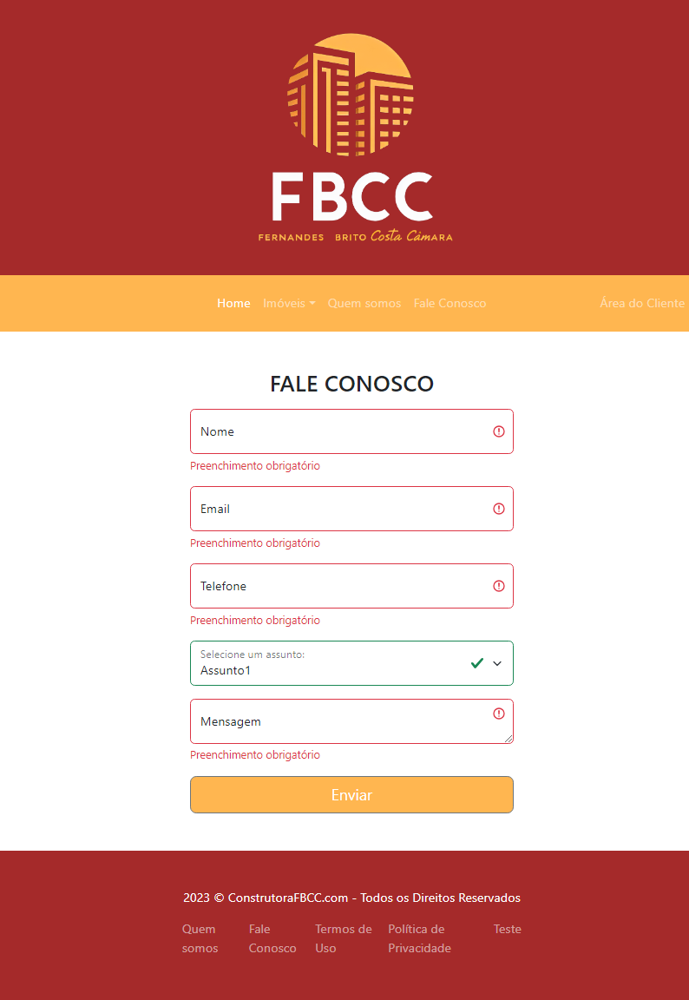 FBCC
FERNANDES BRITO Costa CâmARA
Home Imóveis Quem somos Fale Conosco Área do Cliente
FALE CONOSCO
Nome
Preenchimento obrigatório
Email
Preenchimento obrigatório
Telefone
Preenchimento obrigatório
Selecione um assunto:
Assunto1
Mensagem
Preenchimento obrigatório
Enviar
2023 © ConstrutoraFBCC.com - Todos os Direitos Reservados
Quem somos
Fale Conosco
Termos de Uso
Política de Privacidade
Teste